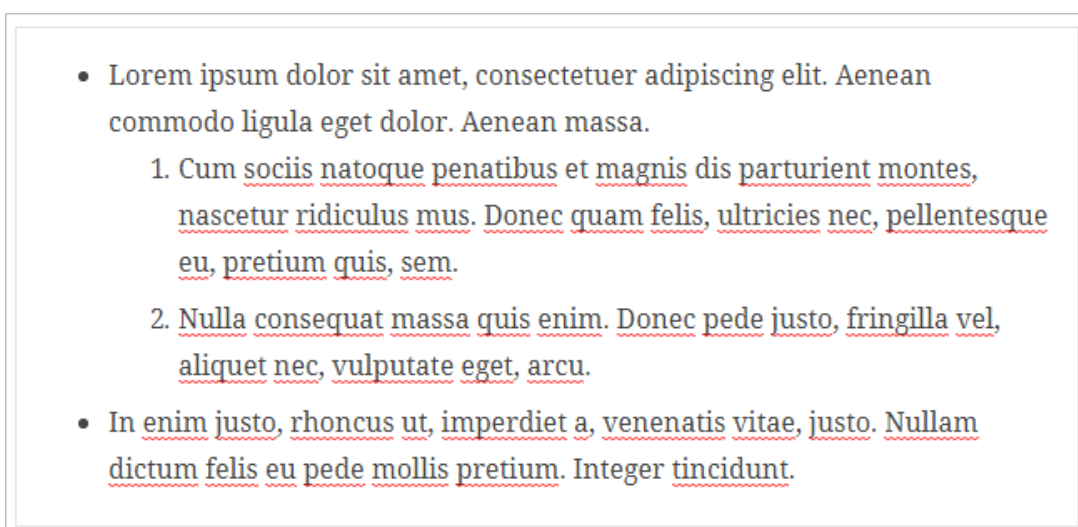 • Lorem ipsum dolor sit amet, consectetuer adipiscing elit. Aenean
commodo ligula eget dolor. Aenean massa.
1. Cum sociis natoque penatibus et magnis dis parturient montes,
nascetur ridiculus mus. Donec quam felis, ultricies nec, pellentesque
eu, pretium quis, sem.
2. Nulla consequat massa quis enim. Donec pede justo, fringilla vel,
aliquet nec, vulputate eget, arcu.
• In enim justo, rhoncus ut, imperdiet a, venenatis vitae, justo. Nullam
dictum felis eu pede mollis pretium. Integer tincidunt.